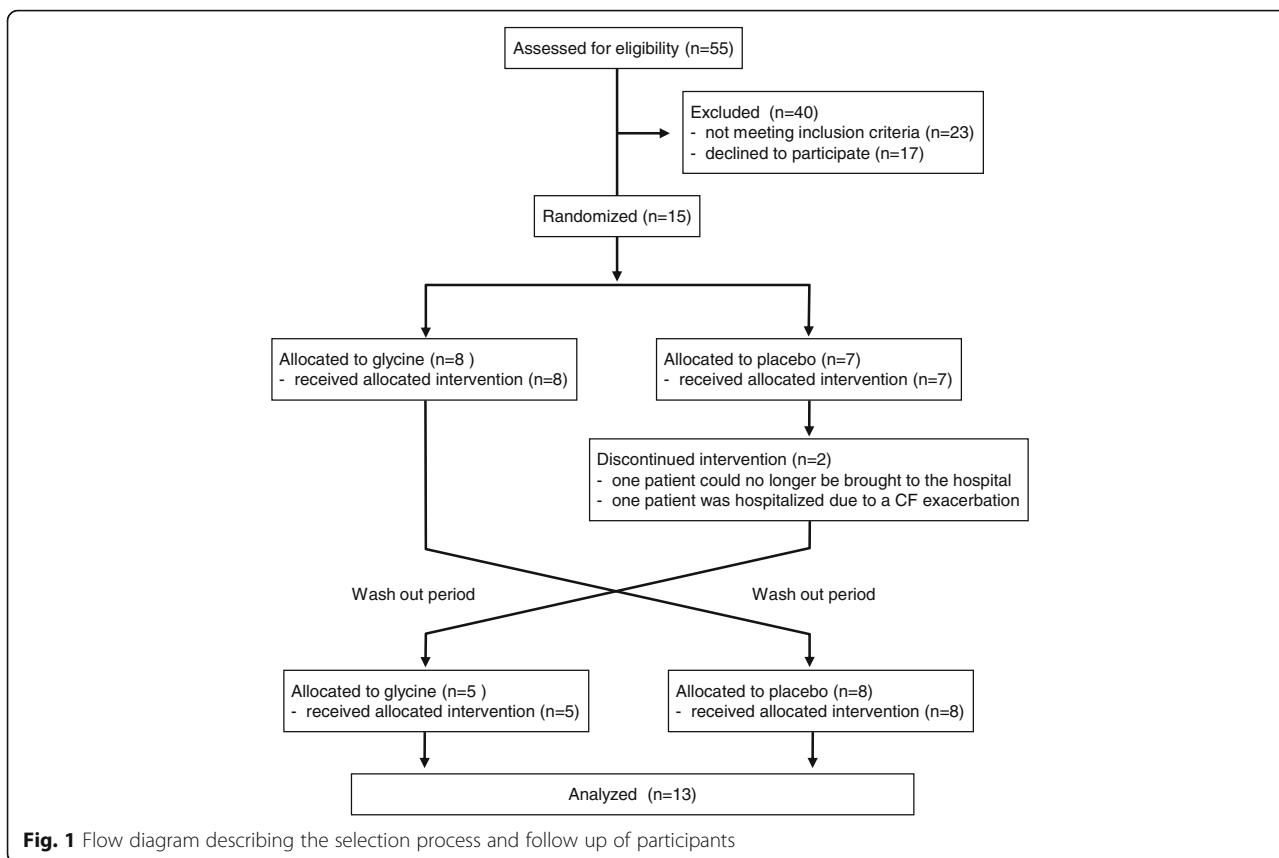 Assessed for eligibility (n=55)
Excluded (n=40)
- not meeting inclusion criteria (n=23)
- declined to participate (n=17)
Randomized (n=15)
Allocated to glycine (n=8 )
- received allocated intervention (n=8)
Allocated to placebo (n=7)
- received allocated intervention (n=7)
Discontinued intervention (n=2)
- one patient could no longer be brought to the hospital
- one patient was hospitalized due to a CF exacerbation
Wash out period
Wash out period
Allocated to glycine (n=5 )
- received allocated intervention (n=5)
Allocated to placebo (n=8)
- received allocated intervention (n=8)
Analyzed (n=13)
Fig. 1 Flow diagram describing the selection process and follow up of participants